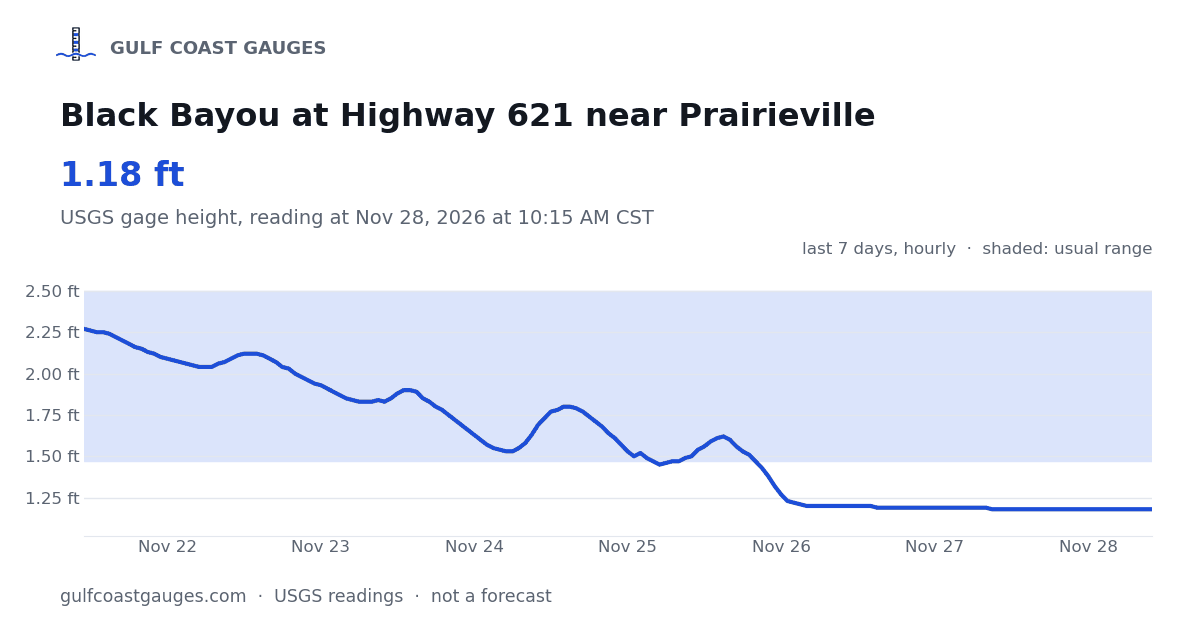 GULF COAST GAUGES
Black Bayou at Highway 621 near Prairieville
1.18 ft
USGS gage height, reading at Nov 28, 2026 at 10:15 AM CST
last 7 days, hourly · shaded: usual range
2.50 ft
2.25 ft
2.00 ft
1.75 ft
1.50 ft
1.25 ft
Nov 22 Nov 23 Nov 24 Nov 25 Nov 26 Nov 27 Nov 28
gulfcoastgauges.com · USGS readings · not a forecast